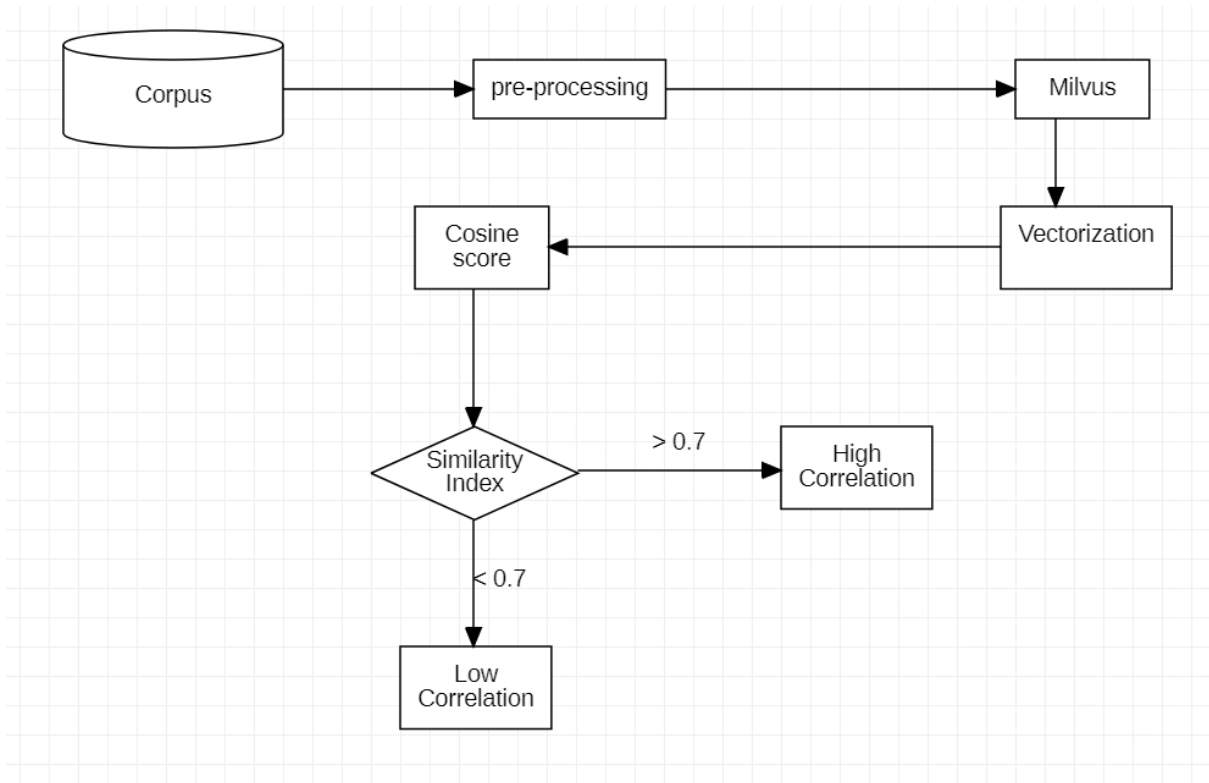 Corpus
pre-processing
Milvus
Cosine
score
Vectorization
Similarity
Index
> 0.7
High
Correlation
< 0.7
Low
Correlation